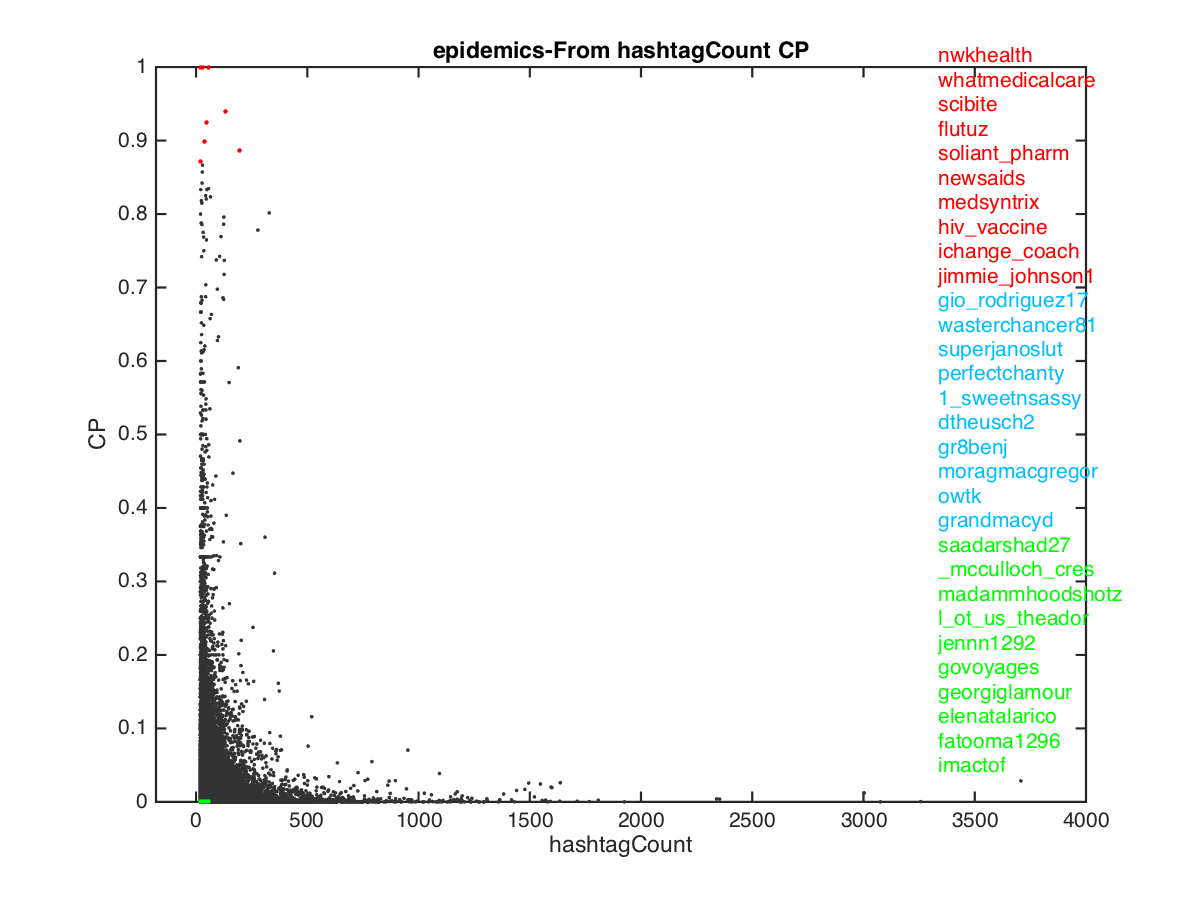 epidemics-From hashtagCount CP
1
0.9
0.8
0.7
0.6
0.5
0.4
0.3
0.2
0.1
0
CP
0 500 1000 1500 2000 2500 3000 3500 4000
hashtagCount
nwkhealth
whatmedicalcare
scibite
flutuz
soliant_pharm
newsaids
medsyntrix
hiv_vaccine
ichange_coach
jimmie_johnson1
gio_rodriguez17
wasterchancer81
superjanoslut
perfectchanty
1_sweetnsassy
dtheusch2
gr8benj
moragmacgregor
owtk
grandmacyd
saadarshad27
_mcculloch_cres
madammhoodshotz
l_ot_us_theador
jennn1292
govoyages
georgiglamour
elenatalarico
fatooma1296
imactof